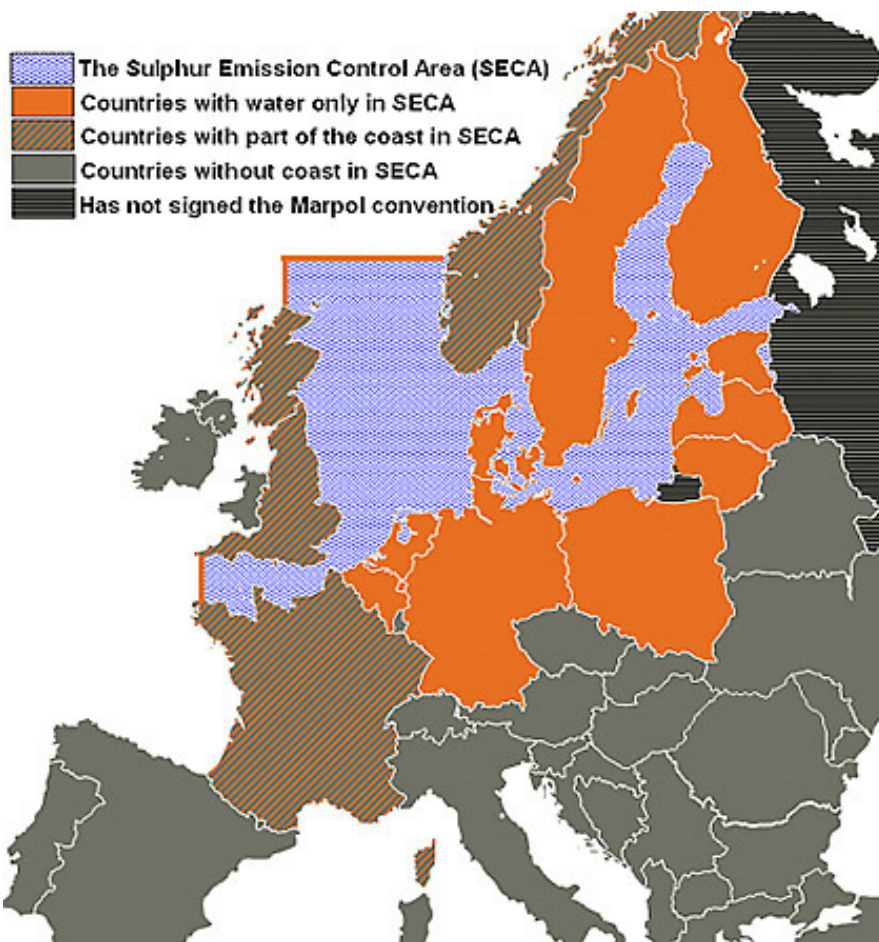 The Sulphur Emission Control Area (SECA)
Countries with water only in SECA
Countries with part of the coast in SECA
Countries without coast in SECA
Has not signed the Marpol convention